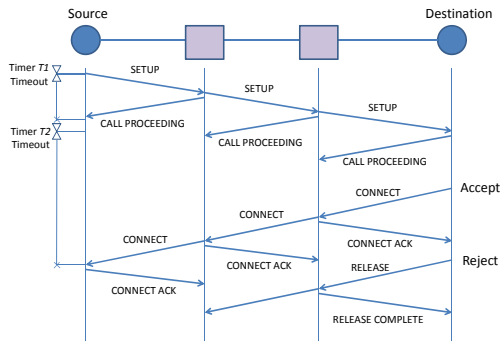 Source
Destination
Timer T1
Timeout
SETUP
SETUP
SETUP
CALL PROCEEDING
Timer T2
Timeout
CALL PROCEEDING
CALL PROCEEDING
CONNECT
Accept
CONNECT
CONNECT
CONNECT ACK
CONNECT ACK
RELEASE
Reject
CONNECT ACK
RELEASE COMPLETE